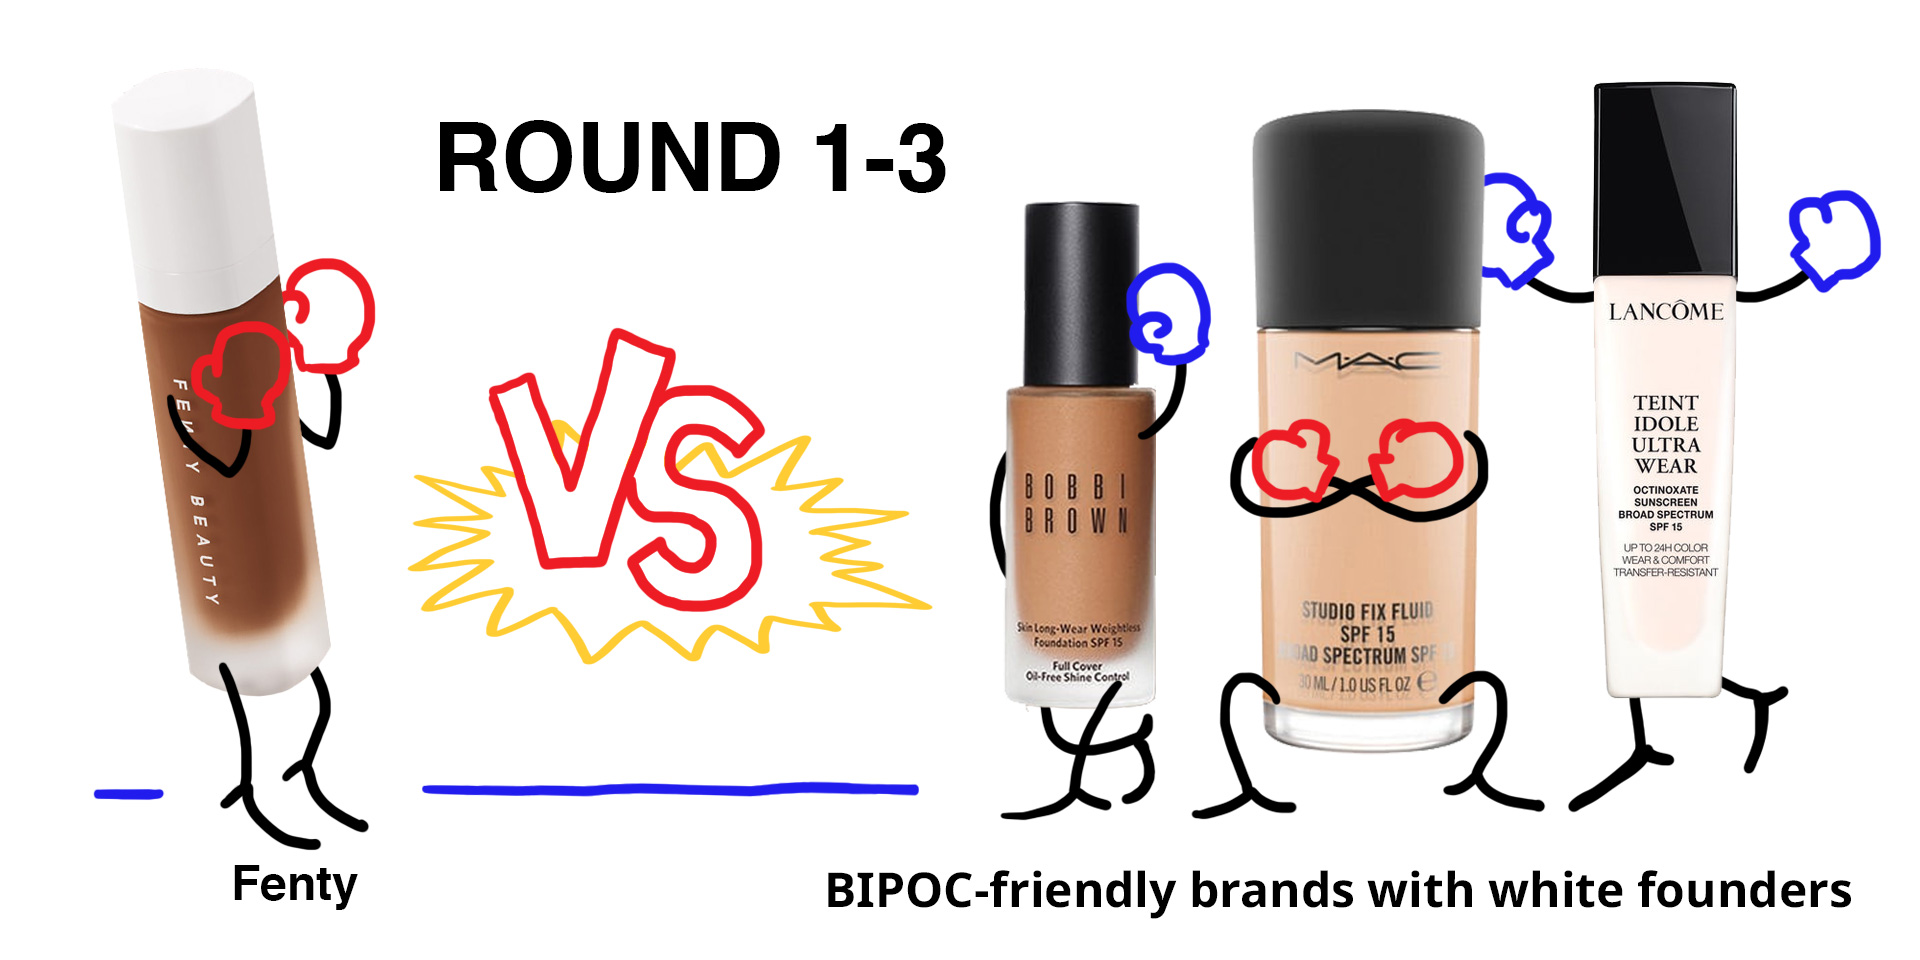 ROUND 1-3
VS
FENTY BEAUTY
BOBBI
BROWN
Skin Long-Wear Weightless
Foundation SPF 15
Full Cover
Oil-Free Shine Control
M·A·C
STUDIO FIX FLUID
SPF 15
BROAD SPECTRUM SPF
30 ML / 1.0 US FL OZ ℮
LANCÔME
TEINT
IDOLE
ULTRA
WEAR
OCTINOXATE
SUNSCREEN
BROAD SPECTRUM
SPF 15
UP TO 24H COLOR
WEAR & COMFORT
TRANSFER-RESISTANT
Fenty
BIPOC-friendly brands with white founders